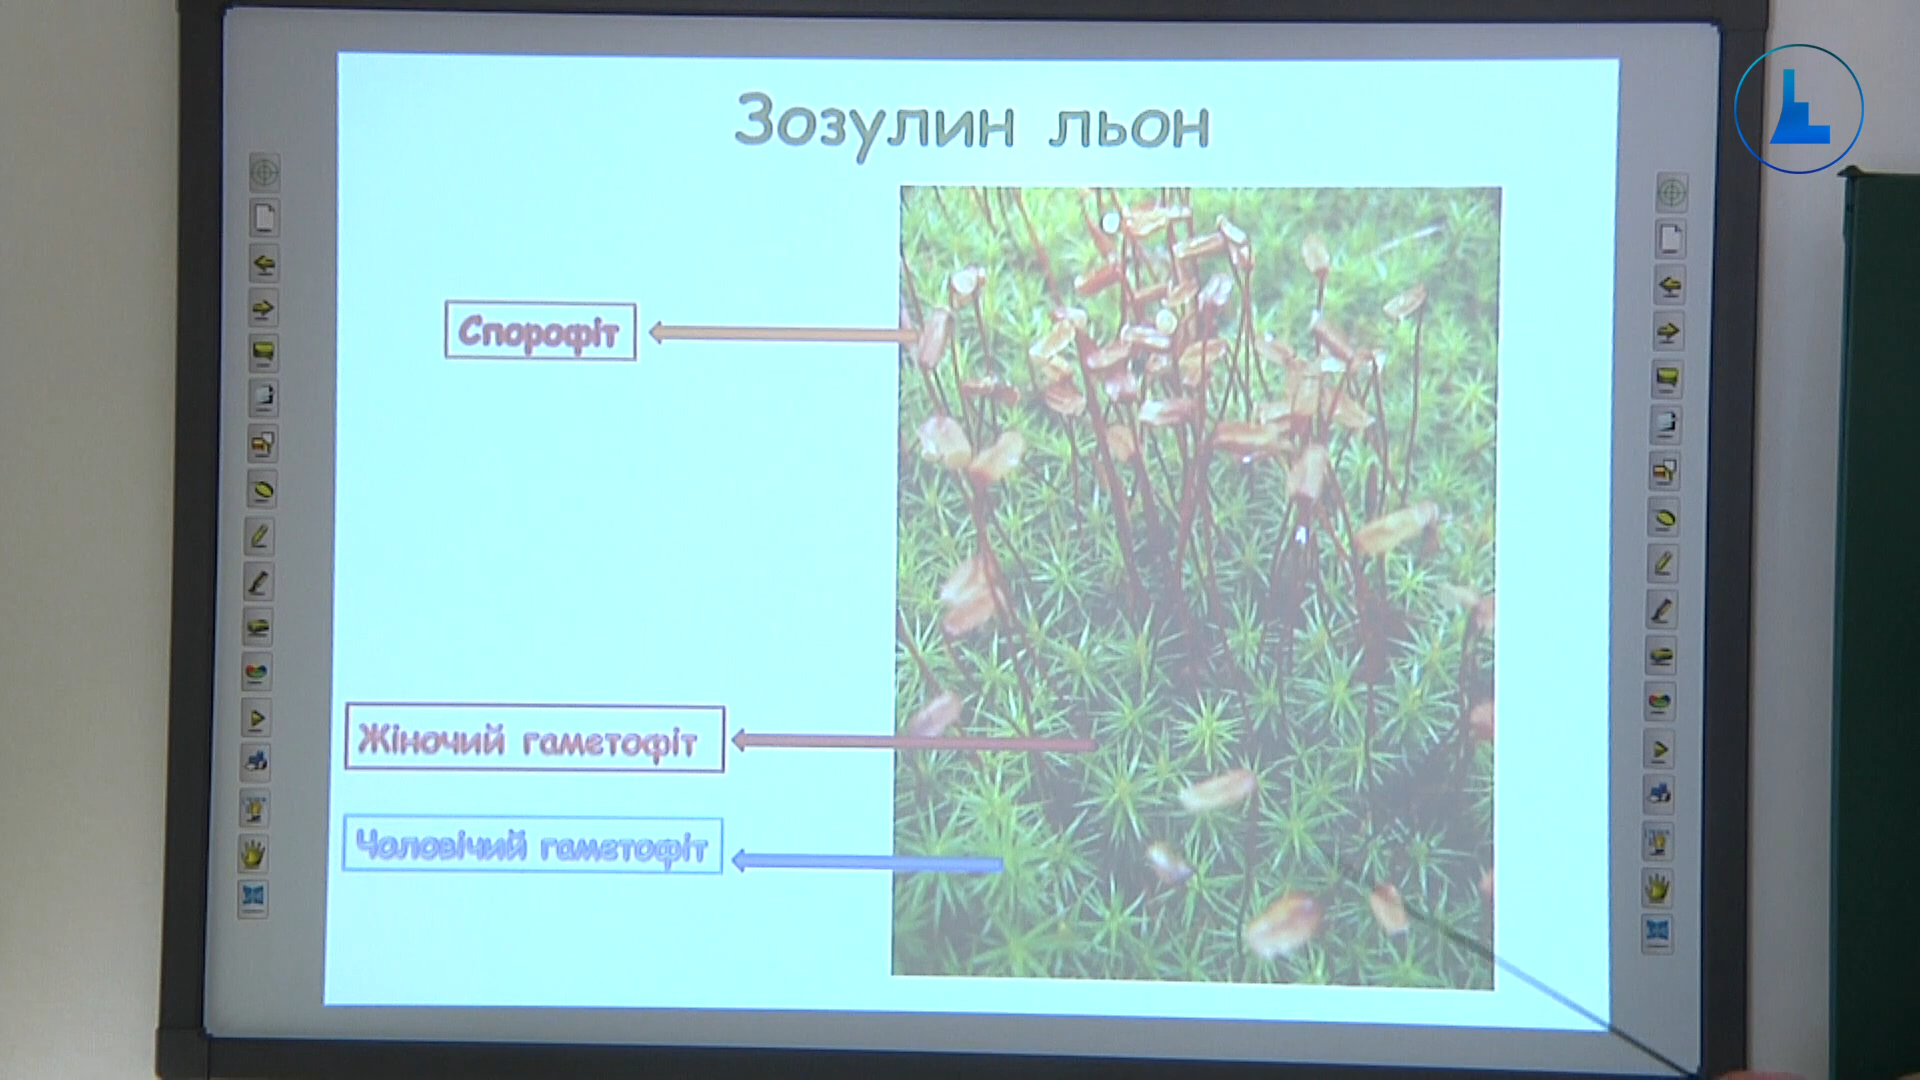 Зозулин льон
Спорофіт
Жіночий гаметофіт
Чоловічий гаметофіт